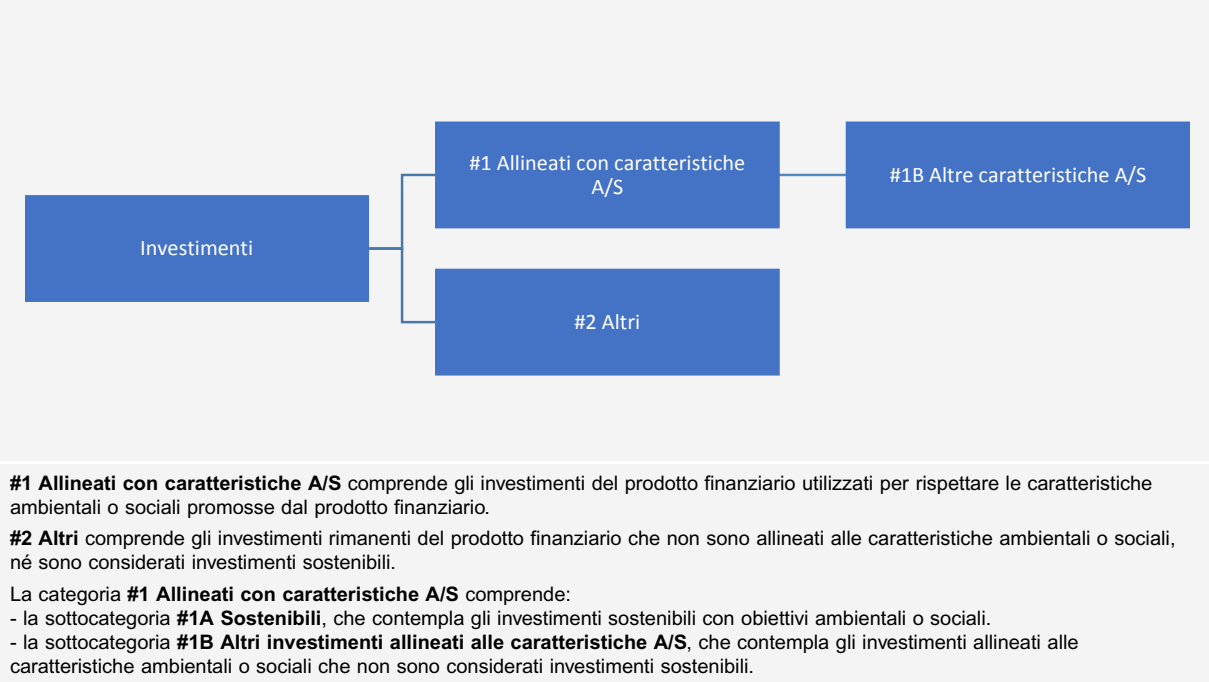 #1 Allineati con caratteristiche
A/S
#1B Altre caratteristiche A/S
Investimenti
#2 Altri
#1 Allineati con caratteristiche A/S comprende gli investimenti del prodotto finanziario utilizzati per rispettare le caratteristiche
ambientali o sociali promosse dal prodotto finanziario.
#2 Altri comprende gli investimenti rimanenti del prodotto finanziario che non sono allineati alle caratteristiche ambientali o sociali,
né sono considerati investimenti sostenibili.
La categoria #1 Allineati con caratteristiche A/S comprende:
- la sottocategoria #1A Sostenibili, che contempla gli investimenti sostenibili con obiettivi ambientali o sociali.
- la sottocategoria #1B Altri investimenti allineati alle caratteristiche A/S, che contempla gli investimenti allineati alle
caratteristiche ambientali o sociali che non sono considerati investimenti sostenibili.